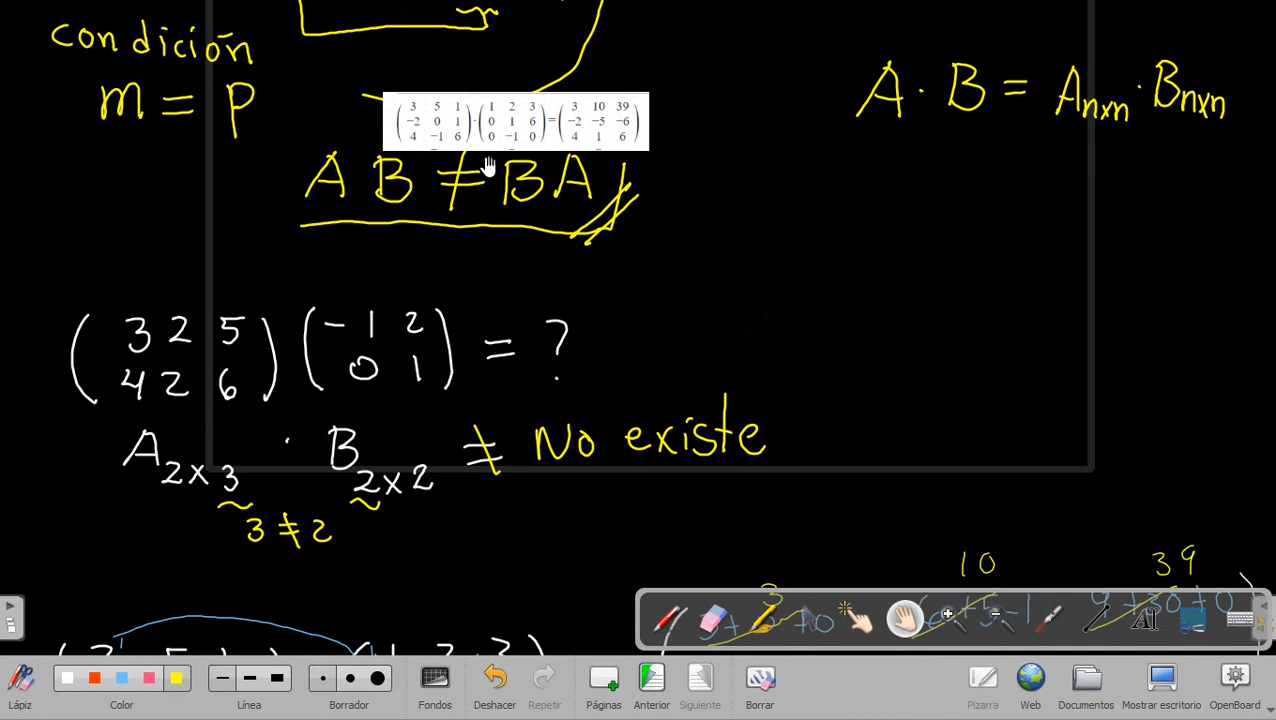 condición
m = p
( 3 5 1 ) ( 1 2 3 ) ( 3 10 39 )
( -2 0 1 ) · ( 0 1 6 ) = ( -2 -5 -6 )
( 4 -1 6 ) ( 0 -1 0 ) ( 4 1 6 )
A · B = Anxn · Bnxn
A B ≠ B A
( 3 2 5 ) ( -1 2 ) = ?
( 4 2 6 ) ( 0 1 )
A2x3 · B2x2 ≠ No existe
3 ≠ 2
3 10 39
Lápiz Color Línea Borrador Fondos Deshacer Repetir Páginas Anterior Siguiente Borrar Pizarra Web Documentos Mostrar escritorio OpenBoard